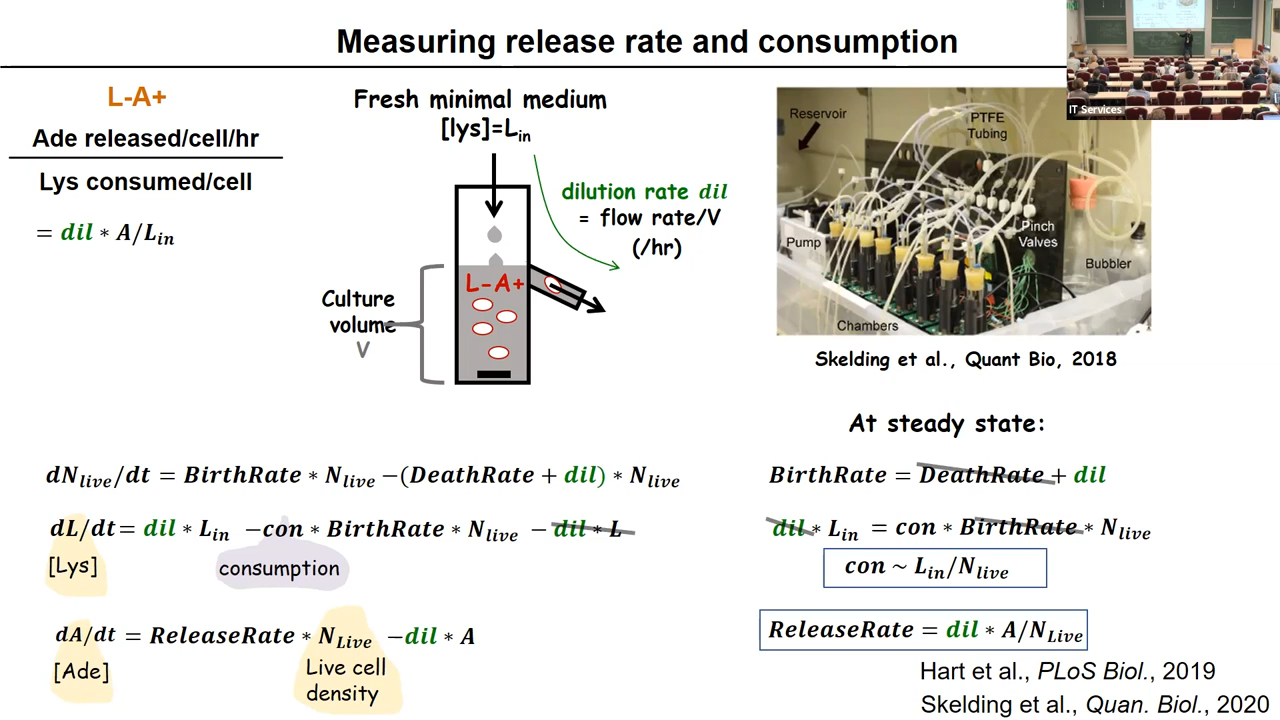 Measuring release rate and consumption
IT Services
L-A+
Ade released/cell/hr
Lys consumed/cell
= dil * A/L_in
Fresh minimal medium
[lys]=L_in
dilution rate dil
= flow rate/V
(/hr)
L-A+
Culture
volume
V
Reservoir
PTFE
Tubing
Pinch
Valves
Pump
Bubbler
Chambers
Skelding et al., Quant Bio, 2018
dN_live/dt = BirthRate * N_live −(DeathRate + dil) * N_live
dL/dt = dil * L_in −con * BirthRate * N_live − dil * L
[Lys]
consumption
dA/dt = ReleaseRate * N_Live −dil * A
[Ade]
Live cell
density
At steady state:
BirthRate = DeathRate + dil
dil * L_in = con * BirthRate * N_live
con ~ L_in/N_live
ReleaseRate = dil * A/N_Live
Hart et al., PLoS Biol., 2019
Skelding et al., Quan. Biol., 2020